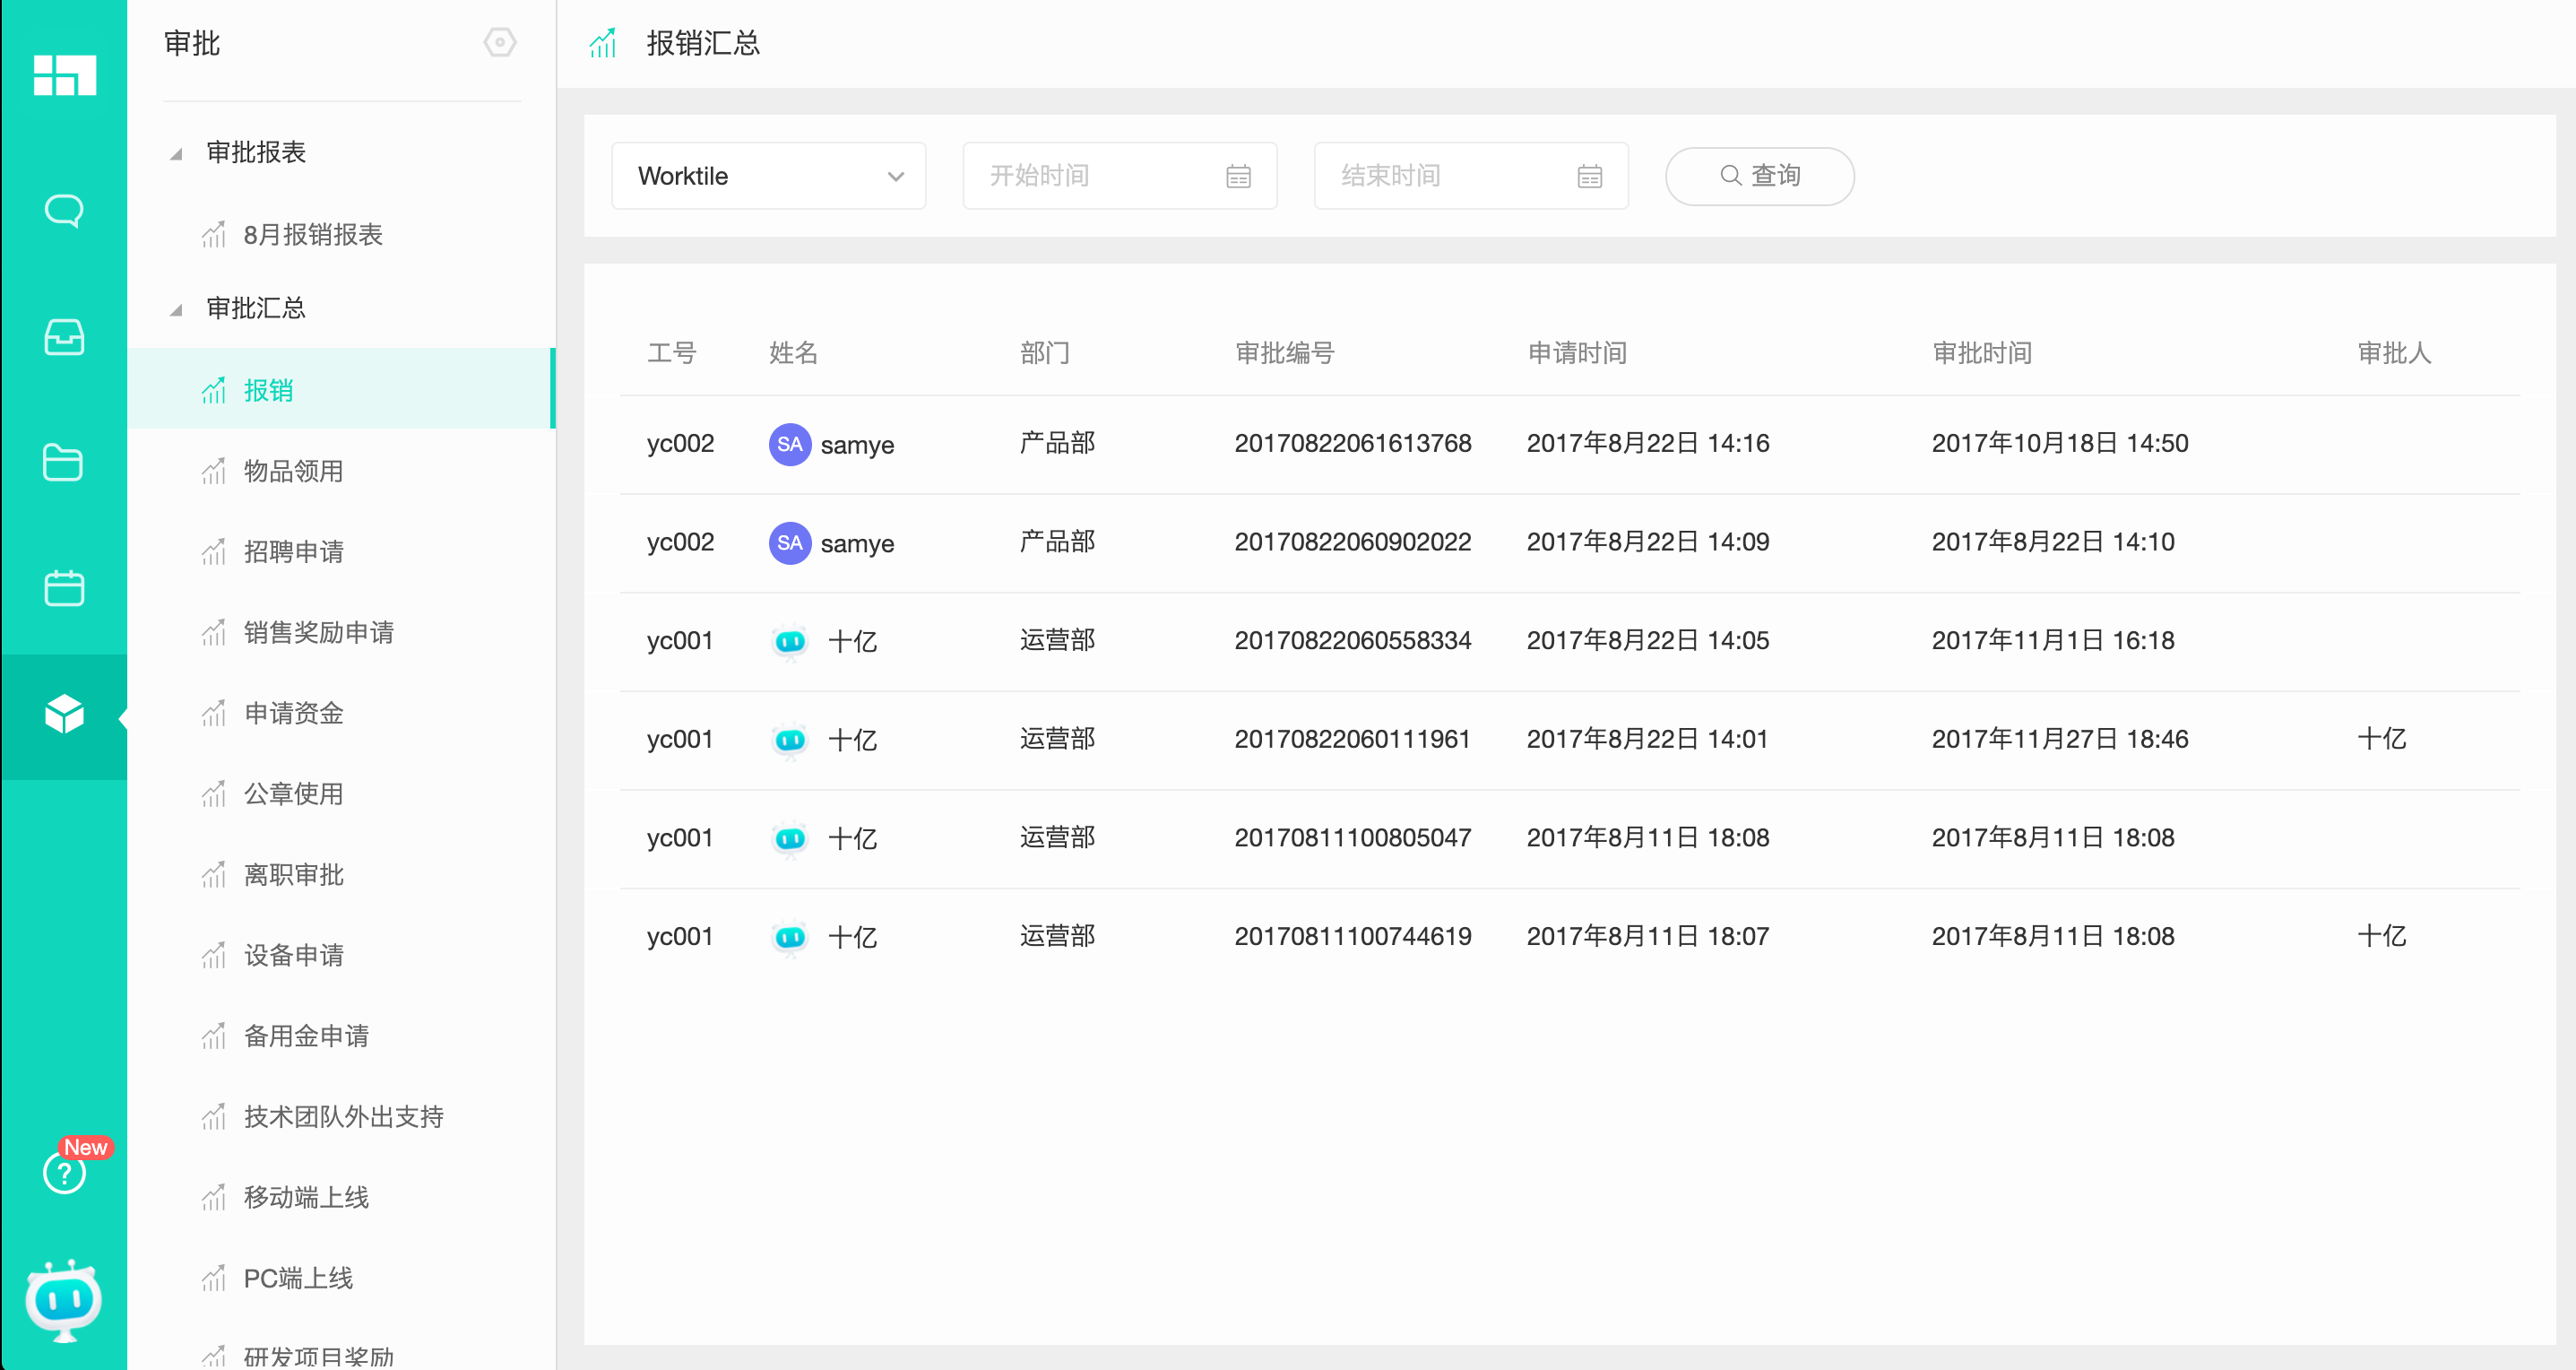 审批
审批报表
8月报销报表
审批汇总
报销
物品领用
招聘申请
销售奖励申请
申请资金
公章使用
离职审批
设备申请
备用金申请
技术团队外出支持
移动端上线
PC端上线
研发项目奖励
New
?
报销汇总
Worktile 开始时间 结束时间 查询
工号 姓名 部门 审批编号 申请时间 审批时间 审批人
yc002 SA samye 产品部 20170822061613768 2017年8月22日 14:16 2017年10月18日 14:50
yc002 SA samye 产品部 20170822060902022 2017年8月22日 14:09 2017年8月22日 14:10
yc001 十亿 运营部 20170822060558334 2017年8月22日 14:05 2017年11月1日 16:18
yc001 十亿 运营部 20170822060111961 2017年8月22日 14:01 2017年11月27日 18:46 十亿
yc001 十亿 运营部 20170811100805047 2017年8月11日 18:08 2017年8月11日 18:08
yc001 十亿 运营部 20170811100744619 2017年8月11日 18:07 2017年8月11日 18:08 十亿